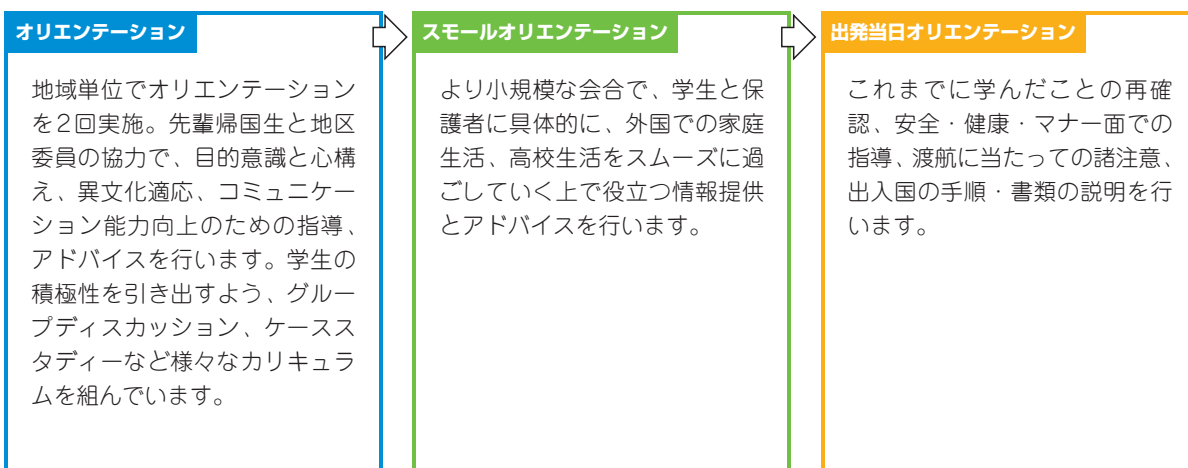 オリエンテーション
地域単位でオリエンテーション
を2回実施。先輩帰国生と地区
委員の協力で、目的意識と心構
え、異文化適応、コミュニケー
ション能力向上のための指導、
アドバイスを行います。学生の
積極性を引き出すよう、グルー
プディスカッション、ケースス
タディーなど様々なカリキュラ
ムを組んでいます。
スモールオリエンテーション
より小規模な会合で、学生と保
護者に具体的に、外国での家庭
生活、高校生活をスムーズに過
ごしていく上で役立つ情報提供
とアドバイスを行います。
出発当日オリエンテーション
これまでに学んだことの再確
認、安全・健康・マナー面での
指導、渡航に当たっての諸注意、
出入国の手順・書類の説明を行
います。